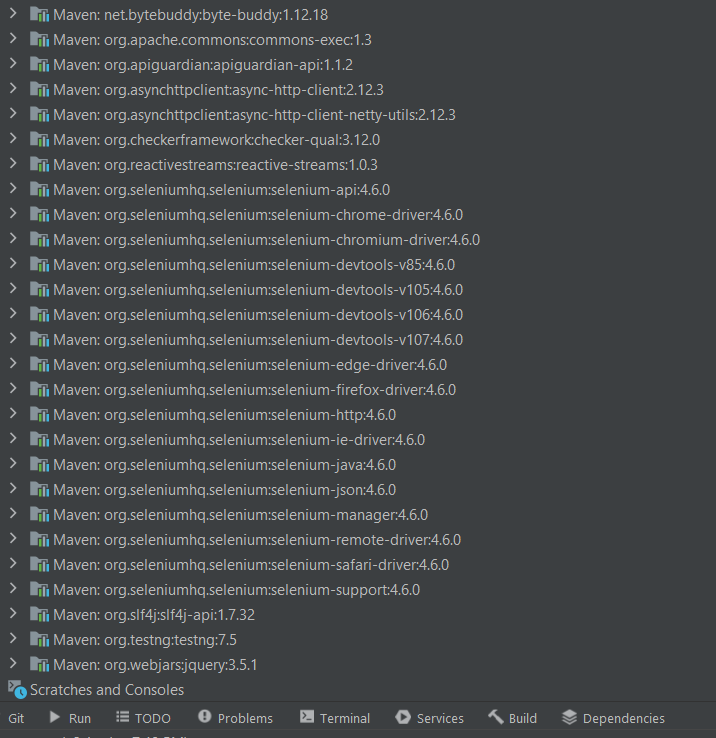 Maven: net.bytebuddy:byte-buddy:1.12.18
Maven: org.apache.commons:commons-exec:1.3
Maven: org.apiguardian:apiguardian-api:1.1.2
Maven: org.asynchttpclient:async-http-client:2.12.3
Maven: org.asynchttpclient:async-http-client-netty-utils:2.12.3
Maven: org.checkerframework:checker-qual:3.12.0
Maven: org.reactivestreams:reactive-streams:1.0.3
Maven: org.seleniumhq.selenium:selenium-api:4.6.0
Maven: org.seleniumhq.selenium:selenium-chrome-driver:4.6.0
Maven: org.seleniumhq.selenium:selenium-chromium-driver:4.6.0
Maven: org.seleniumhq.selenium:selenium-devtools-v85:4.6.0
Maven: org.seleniumhq.selenium:selenium-devtools-v105:4.6.0
Maven: org.seleniumhq.selenium:selenium-devtools-v106:4.6.0
Maven: org.seleniumhq.selenium:selenium-devtools-v107:4.6.0
Maven: org.seleniumhq.selenium:selenium-edge-driver:4.6.0
Maven: org.seleniumhq.selenium:selenium-firefox-driver:4.6.0
Maven: org.seleniumhq.selenium:selenium-http:4.6.0
Maven: org.seleniumhq.selenium:selenium-ie-driver:4.6.0
Maven: org.seleniumhq.selenium:selenium-java:4.6.0
Maven: org.seleniumhq.selenium:selenium-json:4.6.0
Maven: org.seleniumhq.selenium:selenium-manager:4.6.0
Maven: org.seleniumhq.selenium:selenium-remote-driver:4.6.0
Maven: org.seleniumhq.selenium:selenium-safari-driver:4.6.0
Maven: org.seleniumhq.selenium:selenium-support:4.6.0
Maven: org.slf4j:slf4j-api:1.7.32
Maven: org.testng:testng:7.5
Maven: org.webjars:jquery:3.5.1
Scratches and Consoles
Git Run TODO Problems Terminal Services Build Dependencies